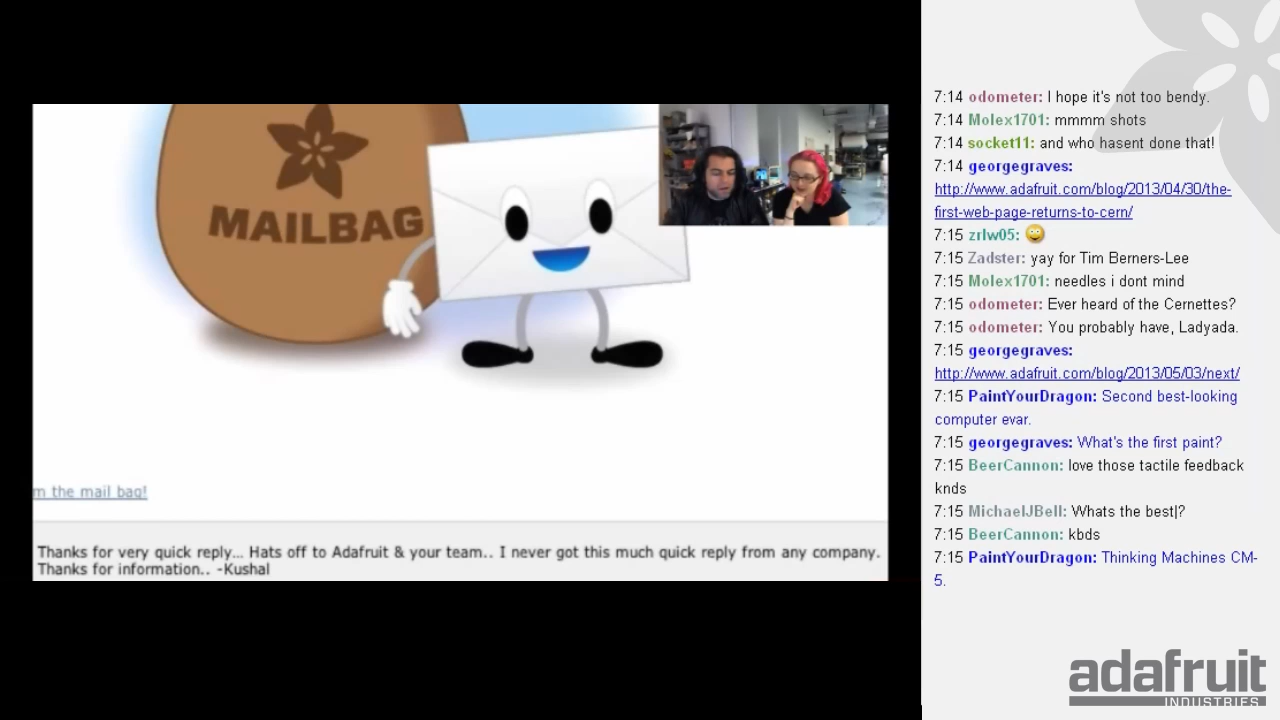 MAILBAG
m the mail bag!
Thanks for very quick reply... Hats off to Adafruit & your team.. I never got this much quick reply from any company.
Thanks for information.. -Kushal
7:14 odometer: I hope it's not too bendy.
7:14 Molex1701: mmmm shots
7:14 socket11: and who hasent done that!
7:14 georgegraves:
http://www.adafruit.com/blog/2013/04/30/the-
first-web-page-returns-to-cern/
7:15 zrlw05:
7:15 Zadster: yay for Tim Berners-Lee
7:15 Molex1701: needles i dont mind
7:15 odometer: Ever heard of the Cernettes?
7:15 odometer: You probably have, Ladyada.
7:15 georgegraves:
http://www.adafruit.com/blog/2013/05/03/next/
7:15 PaintYourDragon: Second best-looking
computer evar.
7:15 georgegraves: What's the first paint?
7:15 BeerCannon: love those tactile feedback
knds
7:15 MichaelJBell: Whats the best|?
7:15 BeerCannon: kbds
7:15 PaintYourDragon: Thinking Machines CM-
5.
adafruit
INDUSTRIES